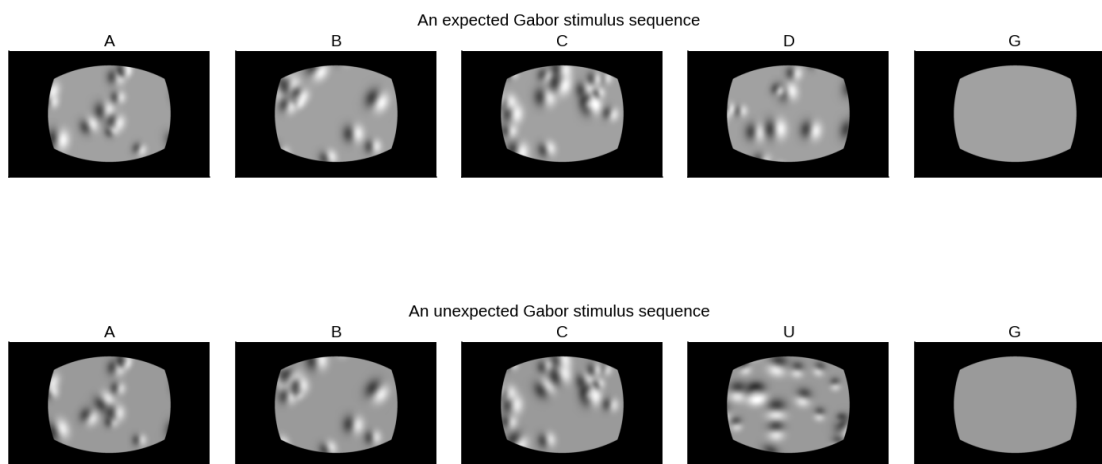 An expected Gabor stimulus sequence
A B C D G
An unexpected Gabor stimulus sequence
A B C U G